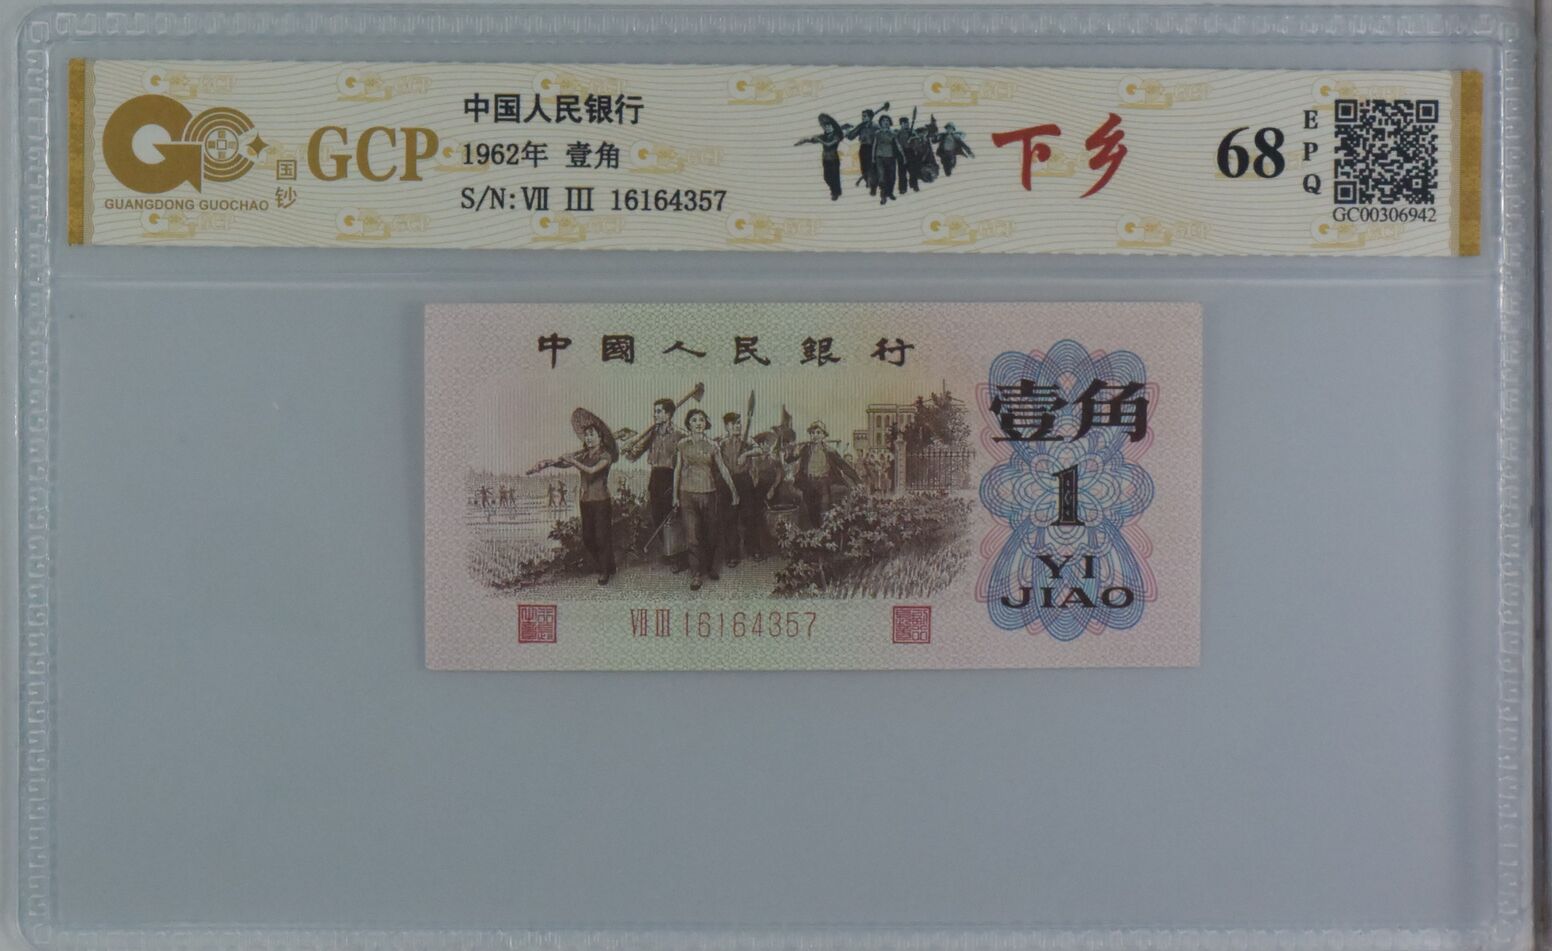 GCP
国钞
GUANGDONG GUOCHAO
中国人民银行
1962年 壹角
S/N: Ⅶ Ⅲ 16164357
下乡
68
EPQ
GC00306942
中國人民銀行
壹角
1
YI
JIAO
Ⅶ Ⅲ 16164357